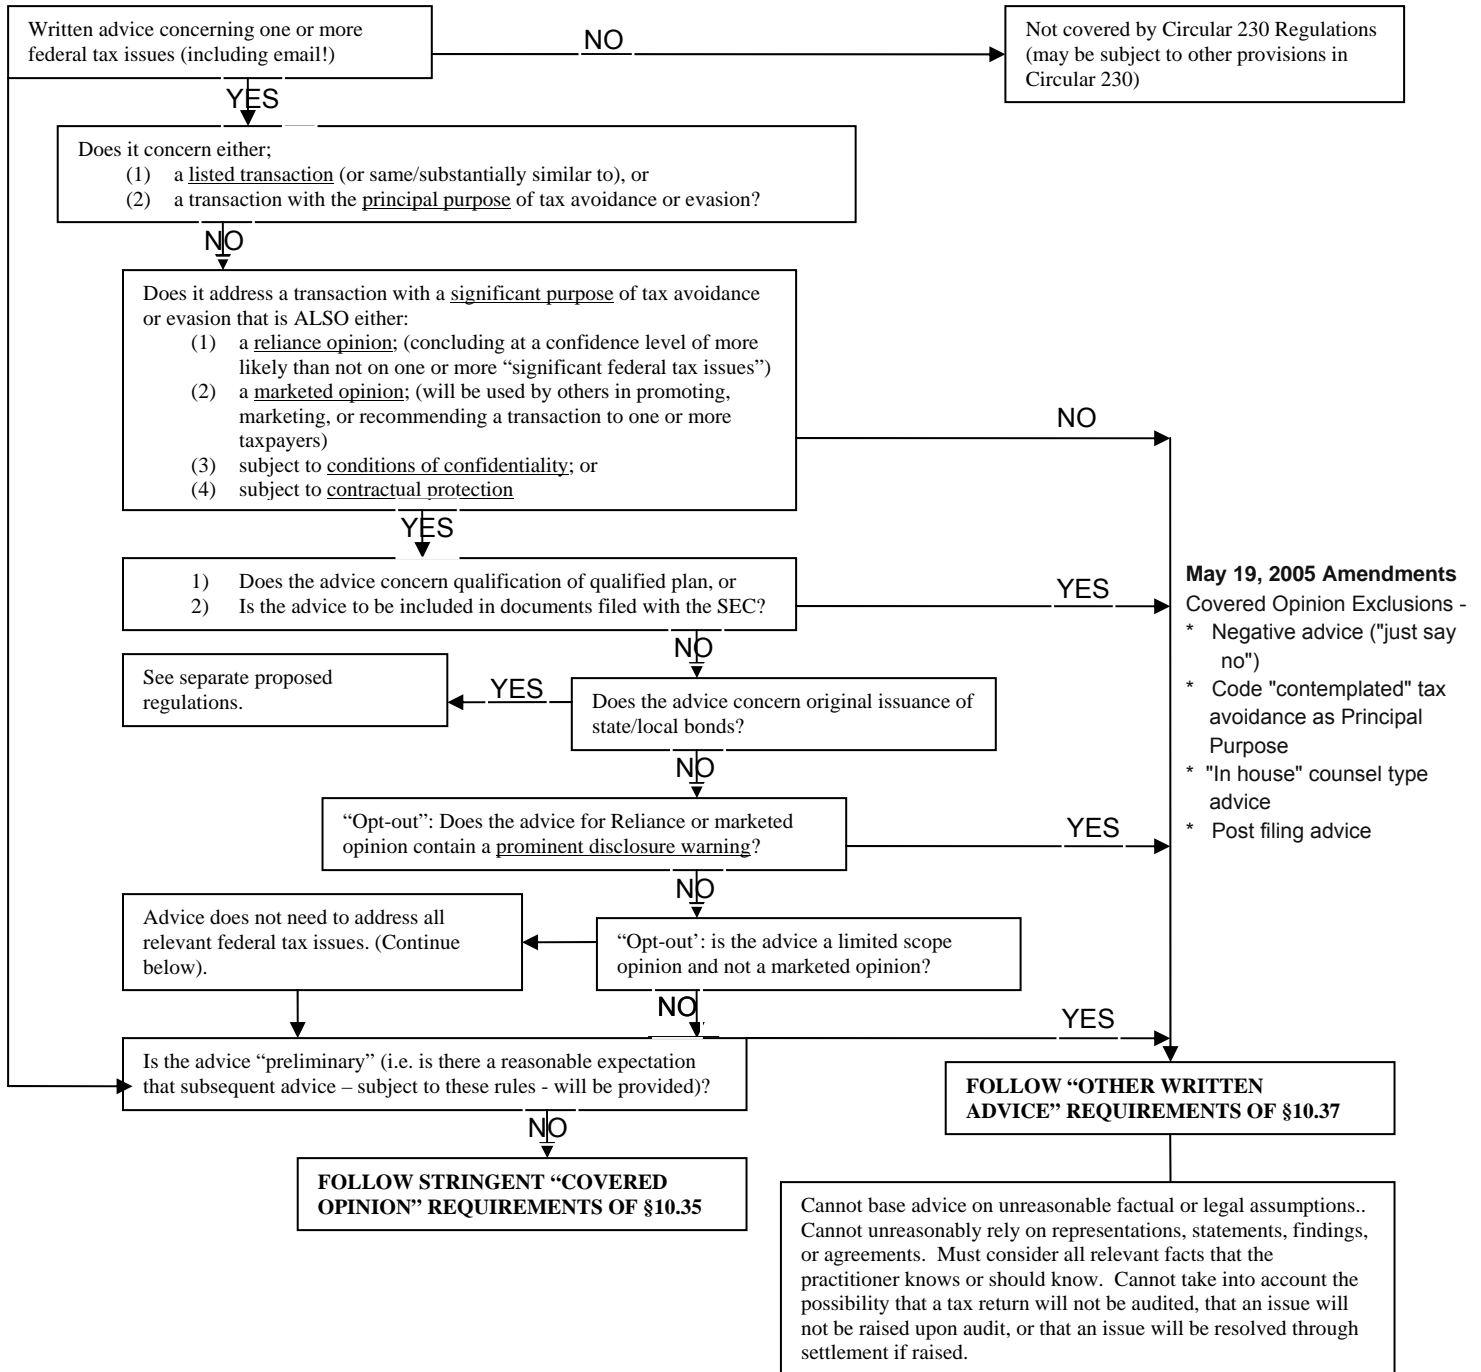 Written advice concerning one or more
federal tax issues (including email!)
NO
Not covered by Circular 230 Regulations
(may be subject to other provisions in
Circular 230)
YES
Does it concern either;
(1) a listed transaction (or same/substantially similar to), or
(2) a transaction with the principal purpose of tax avoidance or evasion?
NO
Does it address a transaction with a significant purpose of tax avoidance
or evasion that is ALSO either:
(1) a reliance opinion; (concluding at a confidence level of more
likely than not on one or more “significant federal tax issues”)
(2) a marketed opinion; (will be used by others in promoting,
marketing, or recommending a transaction to one or more
taxpayers)
(3) subject to conditions of confidentiality; or
(4) subject to contractual protection
NO
YES
1) Does the advice concern qualification of qualified plan, or
2) Is the advice to be included in documents filed with the SEC?
YES
May 19, 2005 Amendments
Covered Opinion Exclusions -
* Negative advice ("just say
no")
* Code "contemplated" tax
avoidance as Principal
Purpose
* "In house" counsel type
advice
* Post filing advice
NO
See separate proposed
regulations.
YES
Does the advice concern original issuance of
state/local bonds?
NO
“Opt-out”: Does the advice for Reliance or marketed
opinion contain a prominent disclosure warning?
YES
NO
Advice does not need to address all
relevant federal tax issues. (Continue
below).
“Opt-out’: is the advice a limited scope
opinion and not a marketed opinion?
NO
YES
Is the advice “preliminary” (i.e. is there a reasonable expectation
that subsequent advice – subject to these rules - will be provided)?
FOLLOW “OTHER WRITTEN
ADVICE” REQUIREMENTS OF §10.37
NO
FOLLOW STRINGENT “COVERED
OPINION” REQUIREMENTS OF §10.35
Cannot base advice on unreasonable factual or legal assumptions..
Cannot unreasonably rely on representations, statements, findings,
or agreements. Must consider all relevant facts that the
practitioner knows or should know. Cannot take into account the
possibility that a tax return will not be audited, that an issue will
not be raised upon audit, or that an issue will be resolved through
settlement if raised.